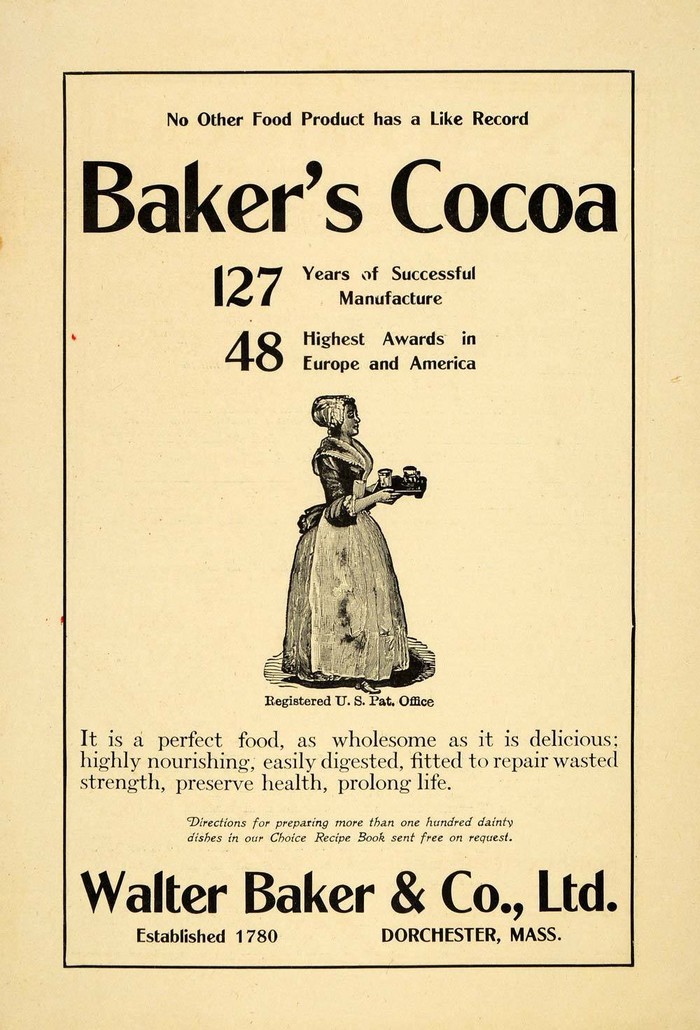 No Other Food Product has a Like Record
Baker's Cocoa
127 Years of Successful
Manufacture
48 Highest Awards in
Europe and America
Registered U. S. Pat. Office
It is a perfect food, as wholesome as it is delicious;
highly nourishing, easily digested, fitted to repair wasted
strength, preserve health, prolong life.
Directions for preparing more than one hundred dainty
dishes in our Choice Recipe Book sent free on request.
Walter Baker & Co., Ltd.
Established 1780 DORCHESTER, MASS.